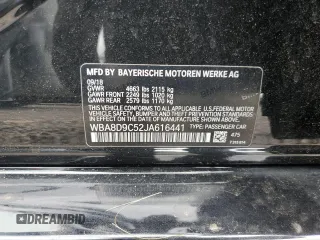 MFD BY BAYERISCHE MOTOREN WERKE AG
09/18
GVWR 4663 lbs 2115 kg
GAWR FRONT 2249 lbs 1020 kg
GAWR REAR 2579 lbs 1170 kg
THIS VEHICLE CONFORMS TO ALL APPLICABLE U.S. FEDERAL MOTOR
VEHICLE SAFETY, BUMPER, AND THEFT PREVENTION STANDARDS
IN EFFECT ON THE DATE OF MANUFACTURE SHOWN ABOVE.
WBA8D9C52JA616441 TYPE: PASSENGER CAR
475
DREAMBID